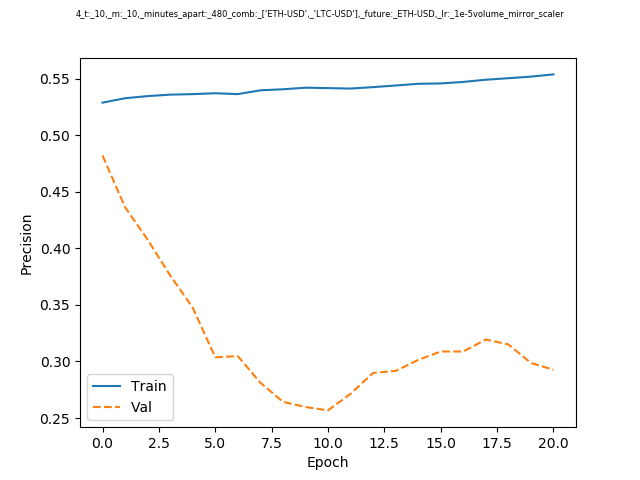 4_t:_10,_m:_10,_minutes_apart:_480_comb:_['ETH-USD',_'LTC-USD'],_future:_ETH-USD,_lr:_1e-5volume_mirror_scaler
0.55
0.50
0.45
0.40
0.35
0.30
0.25
Precision
Train
Val
0.0 2.5 5.0 7.5 10.0 12.5 15.0 17.5 20.0
Epoch